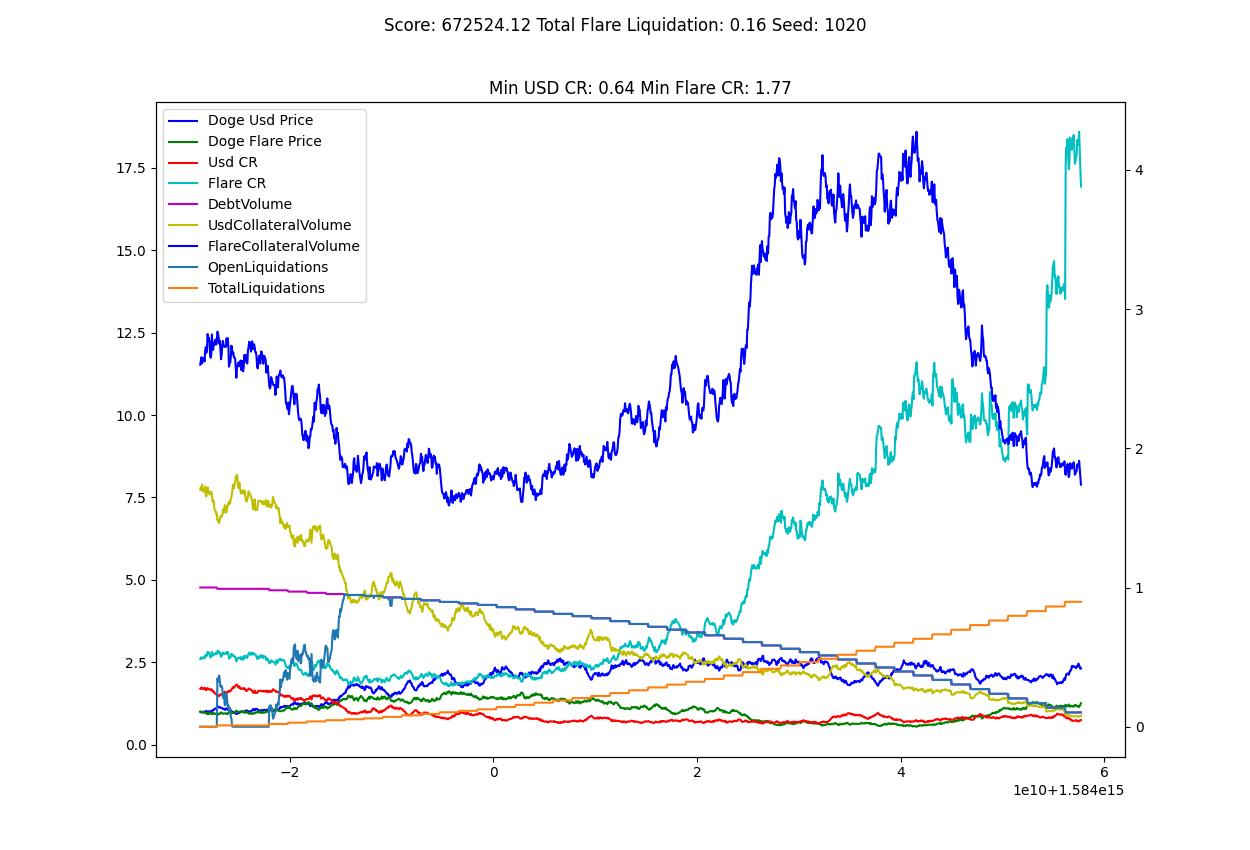 Score: 672524.12 Total Flare Liquidation: 0.16 Seed: 1020
Min USD CR: 0.64 Min Flare CR: 1.77
Doge Usd Price
Doge Flare Price
Usd CR
Flare CR
DebtVolume
UsdCollateralVolume
FlareCollateralVolume
OpenLiquidations
TotalLiquidations
17.5
15.0
12.5
10.0
7.5
5.0
2.5
0.0
4
3
2
1
0
−2 0 2 4 6
1e10+1.584e15